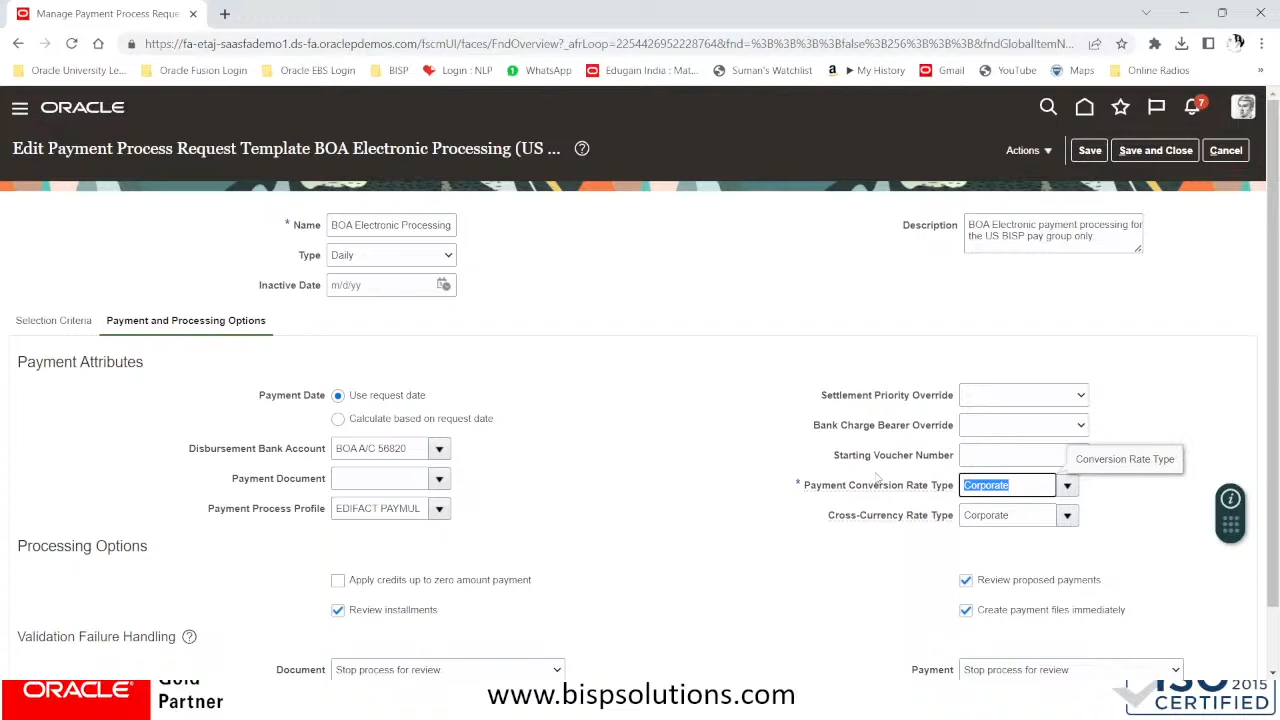 Manage Payment Process Reque
https://fa-etaj-saasfademo1.ds-fa.oraclepdemos.com/fscmUI/faces/FndOverview?_afrLoop=2254426952228764&fnd=%3B%3B%3B%3Bfalse%3B256%3B%3B%3B&fndGlobalItemN...
Oracle University Le...
Oracle Fusion Login
Oracle EBS Login
BISP
Login : NLP
WhatsApp
Edugain India : Mat...
Suman's Watchlist
My History
Gmail
YouTube
Maps
Online Radios
»
ORACLE
7
Edit Payment Process Request Template BOA Electronic Processing (US ...
Actions
Save
Save and Close
Cancel
* Name
BOA Electronic Processing
Description
BOA Electronic payment processing for
the US BISP pay group only
Type
Daily
Inactive Date
m/d/yy
Selection Criteria
Payment and Processing Options
Payment Attributes
Payment Date
Use request date
Calculate based on request date
Disbursement Bank Account
BOA A/C 56820
Payment Document
Payment Process Profile
EDIFACT PAYMUL
Settlement Priority Override
Bank Charge Bearer Override
Starting Voucher Number
Conversion Rate Type
* Payment Conversion Rate Type
Corporate
Cross-Currency Rate Type
Corporate
Processing Options
Apply credits up to zero amount payment
Review installments
Review proposed payments
Create payment files immediately
Validation Failure Handling
Document
Stop process for review
Payment
Stop process for review
ORACLE
Gold
Partner
www.bispsolutions.com
ISO 2015
CERTIFIED